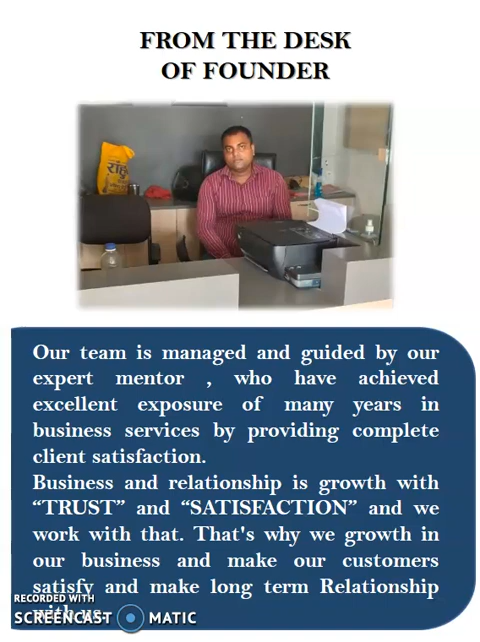 FROM THE DESK
OF FOUNDER
Our team is managed and guided by our
expert mentor , who have achieved
excellent exposure of many years in
business services by providing complete
client satisfaction.
Business and relationship is growth with
“TRUST” and “SATISFACTION” and we
work with that. That's why we growth in
our business and make our customers
satisfy and make long term Relationship
with us
RECORDED WITH
SCREENCAST MATIC